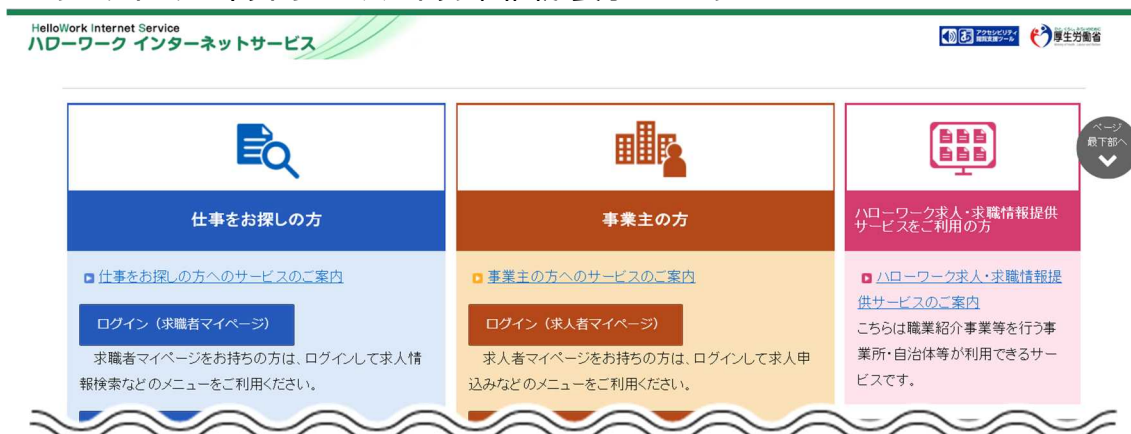 HelloWork Internet Service
ハローワーク インターネットサービス
アクセシビリティ
閲覧支援ツール
厚生労働省
ページ
最下部へ
仕事をお探しの方
仕事をお探しの方へのサービスのご案内
ログイン（求職者マイページ）
求職者マイページをお持ちの方は、ログインして求人情
報検索などのメニューをご利用ください。
事業主の方
事業主の方へのサービスのご案内
ログイン（求人者マイページ）
求人者マイページをお持ちの方は、ログインして求人申
込みなどのメニューをご利用ください。
ハローワーク求人・求職情報提供
サービスをご利用の方
ハローワーク求人・求職情報提
供サービスのご案内
こちらは職業紹介事業等を行う事
業所・自治体等が利用できるサー
ビスです。